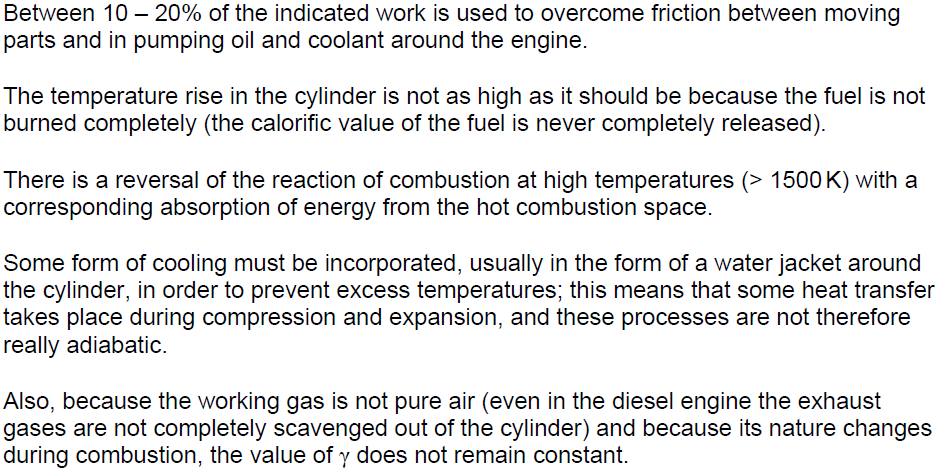 Between 10 – 20% of the indicated work is used to overcome friction between moving
parts and in pumping oil and coolant around the engine.
The temperature rise in the cylinder is not as high as it should be because the fuel is not
burned completely (the calorific value of the fuel is never completely released).
There is a reversal of the reaction of combustion at high temperatures (> 1500 K) with a
corresponding absorption of energy from the hot combustion space.
Some form of cooling must be incorporated, usually in the form of a water jacket around
the cylinder, in order to prevent excess temperatures; this means that some heat transfer
takes place during compression and expansion, and these processes are not therefore
really adiabatic.
Also, because the working gas is not pure air (even in the diesel engine the exhaust
gases are not completely scavenged out of the cylinder) and because its nature changes
during combustion, the value of γ does not remain constant.